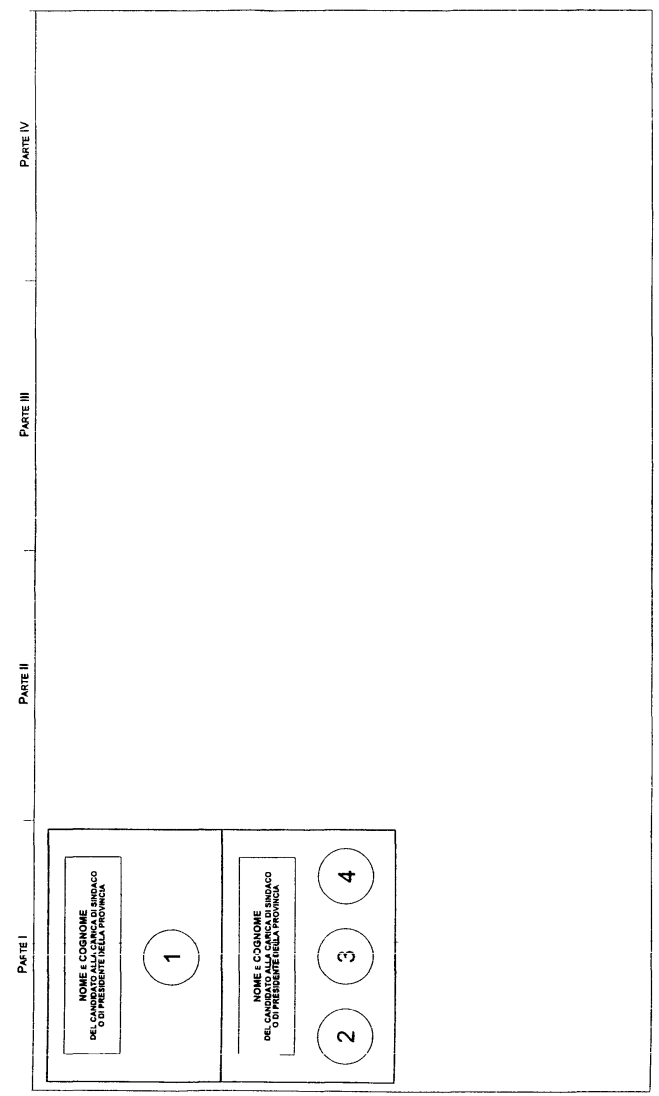 PARTE I
PARTE II
PARTE III
PARTE IV
NOME E COGNOME
DEL CANDIDATO ALLA CARICA DI SINDACO
O DI PRESIDENTE DELLA PROVINCIA
1
NOME E COGNOME
DEL CANDIDATO ALLA CARICA DI SINDACO
O DI PRESIDENTE DELLA PROVINCIA
2
3
4